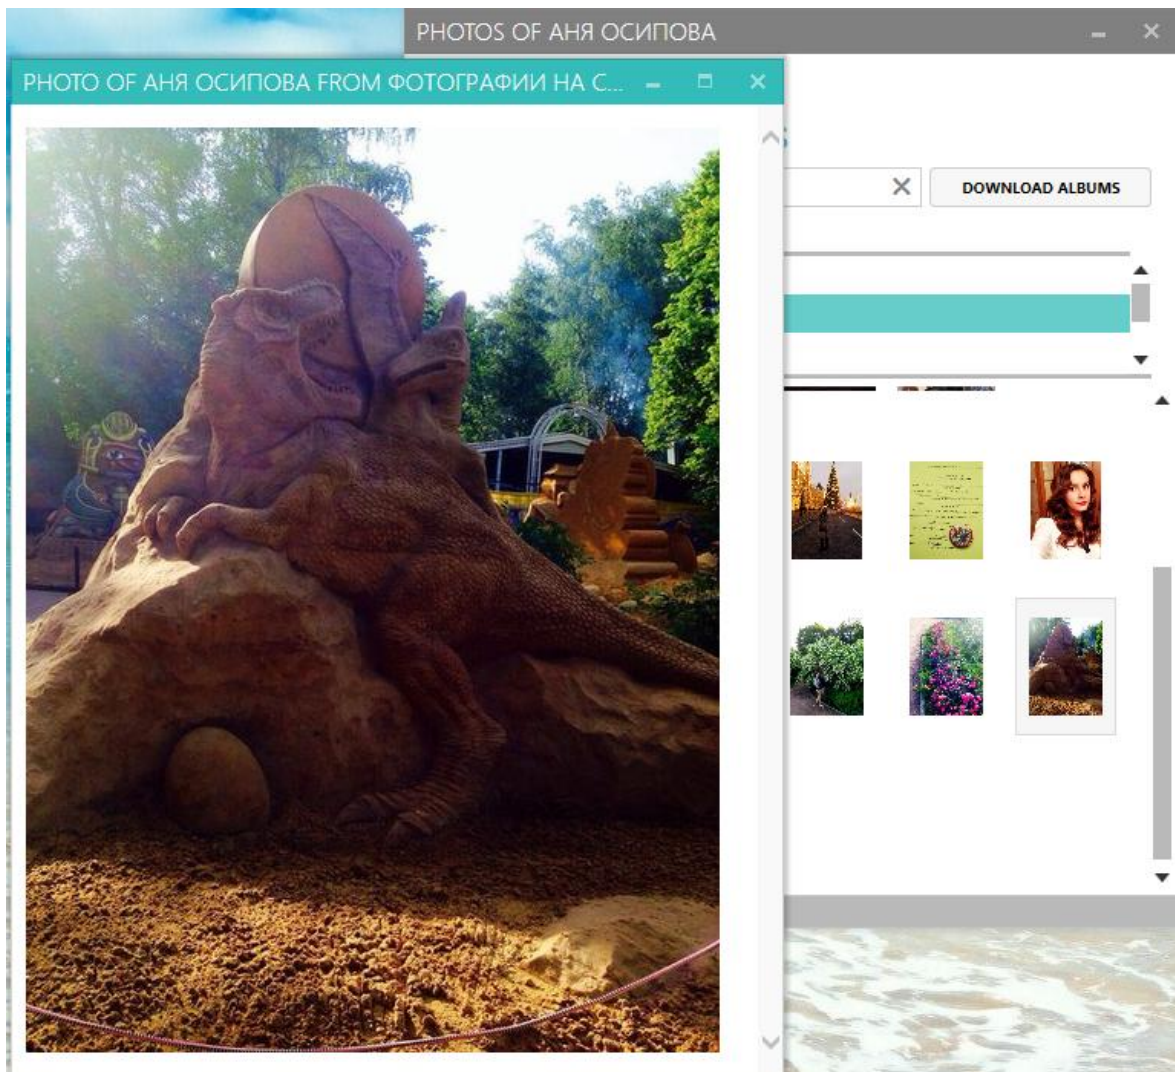 PHOTOS OF АНЯ ОСИПОВА
PHOTO OF АНЯ ОСИПОВА FROM ФОТОГРАФИИ НА С...
DOWNLOAD ALBUMS